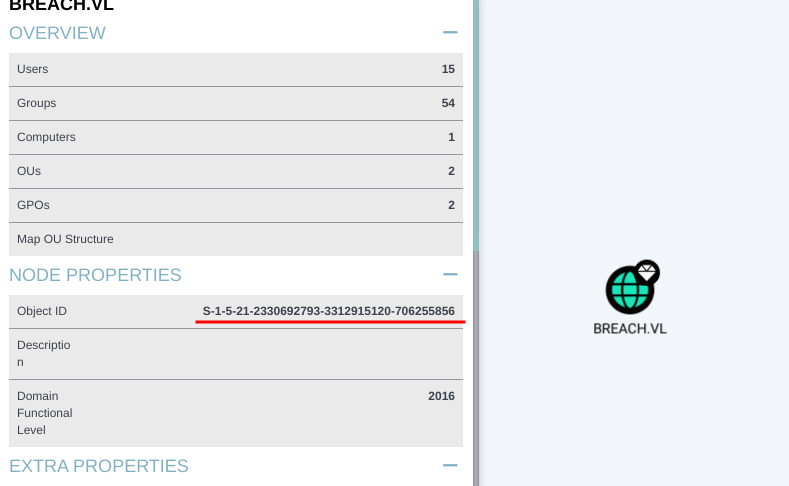 BREACH.VL
OVERVIEW
Users 15
Groups 54
Computers 1
OUs 2
GPOs 2
Map OU Structure
NODE PROPERTIES
Object ID S-1-5-21-2330692793-3312915120-706255856
Descriptio
n
Domain 2016
Functional
Level
EXTRA PROPERTIES
BREACH.VL